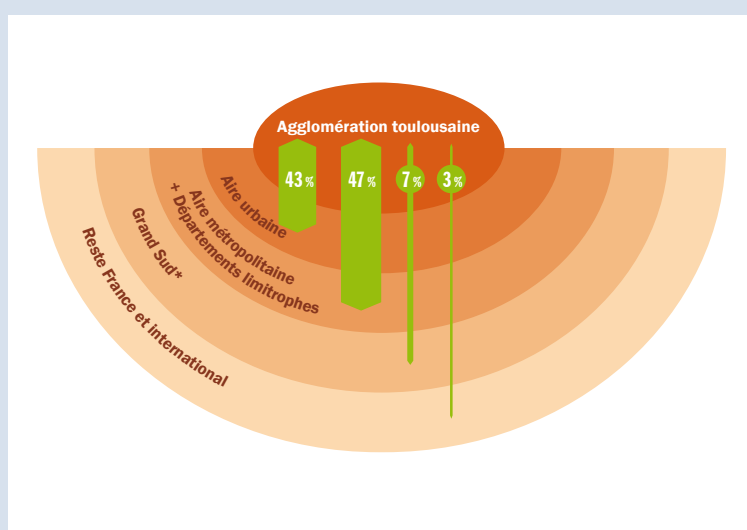 Agglomération toulousaine
43 %
47 %
7 %
3 %
Aire urbaine
Aire métropolitaine
+ Départements limitrophes
Grand Sud*
Reste France et international